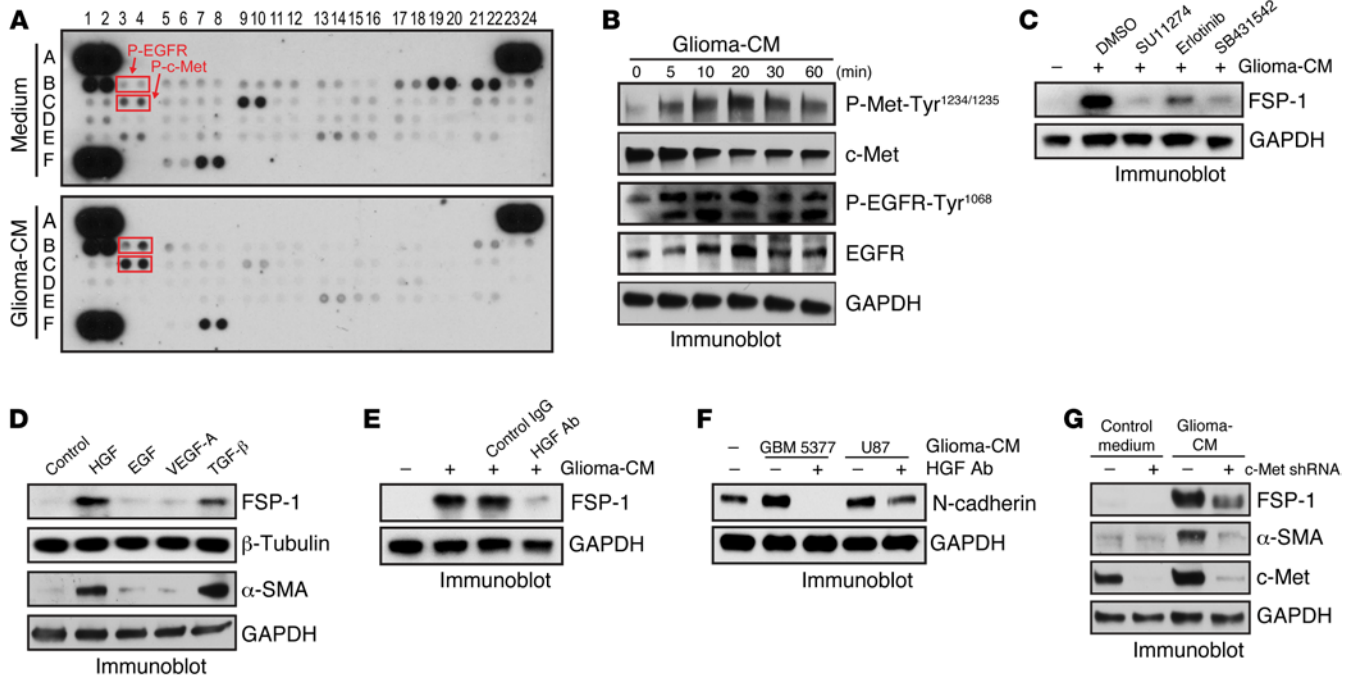 A
1 2 3 4 5 6 7 8 9 10 11 12 13 14 15 16 17 18 19 20 21 22 23 24
Medium
A
B
C
D
E
F
P-EGFR
P-c-Met
Glioma-CM
A
B
C
D
E
F
B
Glioma-CM
0 5 10 20 30 60 (min)
P-Met-Tyr1234/1235
c-Met
P-EGFR-Tyr1068
EGFR
GAPDH
Immunoblot
C
DMSO SU11274 Erlotinib SB431542
– + + + + Glioma-CM
FSP-1
GAPDH
Immunoblot
D
Control HGF EGF VEGF-A TGF-β
FSP-1
β-Tubulin
α-SMA
GAPDH
Immunoblot
E
Control IgG HGF Ab
– + + + Glioma-CM
FSP-1
GAPDH
Immunoblot
F
– GBM 5377 U87 Glioma-CM
– + – + HGF Ab
N-cadherin
GAPDH
Immunoblot
G
Control Glioma-
medium CM
– + – + c-Met shRNA
FSP-1
α-SMA
c-Met
GAPDH
Immunoblot